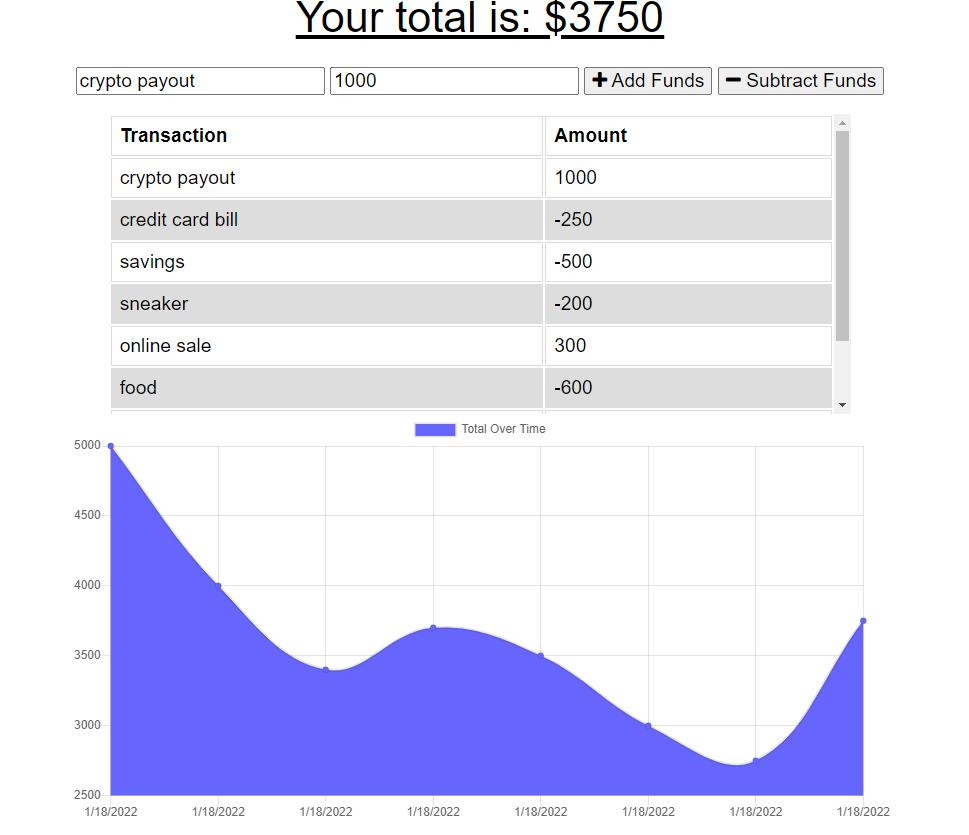 Your total is: $3750
crypto payout 1000 Add Funds Subtract Funds
Transaction Amount
crypto payout 1000
credit card bill -250
savings -500
sneaker -200
online sale 300
food -600
Total Over Time
5000
4500
4000
3500
3000
2500
1/18/2022 1/18/2022 1/18/2022 1/18/2022 1/18/2022 1/18/2022 1/18/2022 1/18/2022